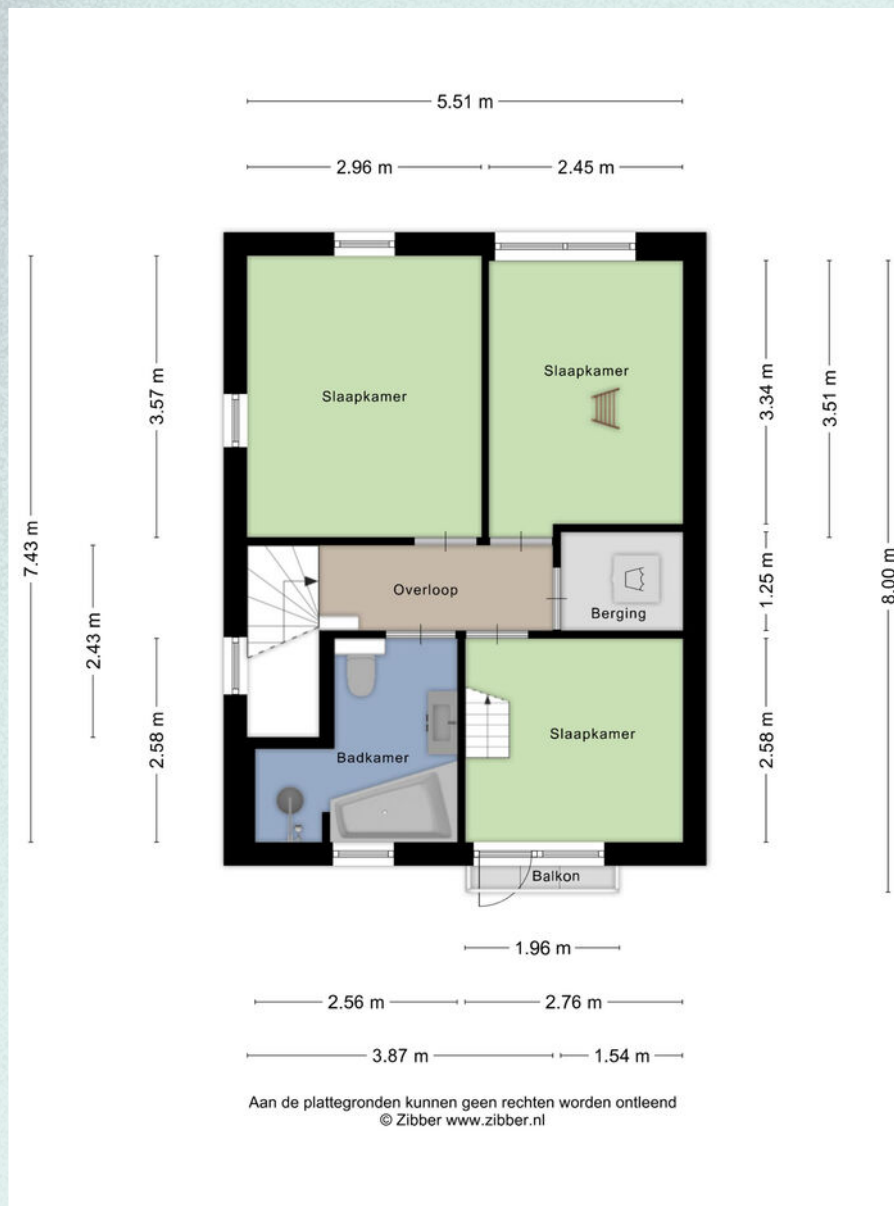 5.51 m
2.96 m
2.45 m
Slaapkamer
Slaapkamer
3.57 m
3.34 m
3.51 m
7.43 m
2.43 m
Overloop
Berging
1.25 m
8.00 m
2.58 m
Badkamer
Slaapkamer
2.58 m
Balkon
1.96 m
2.56 m
2.76 m
3.87 m
1.54 m
Aan de plattegronden kunnen geen rechten worden ontleend
© Zibber www.zibber.nl